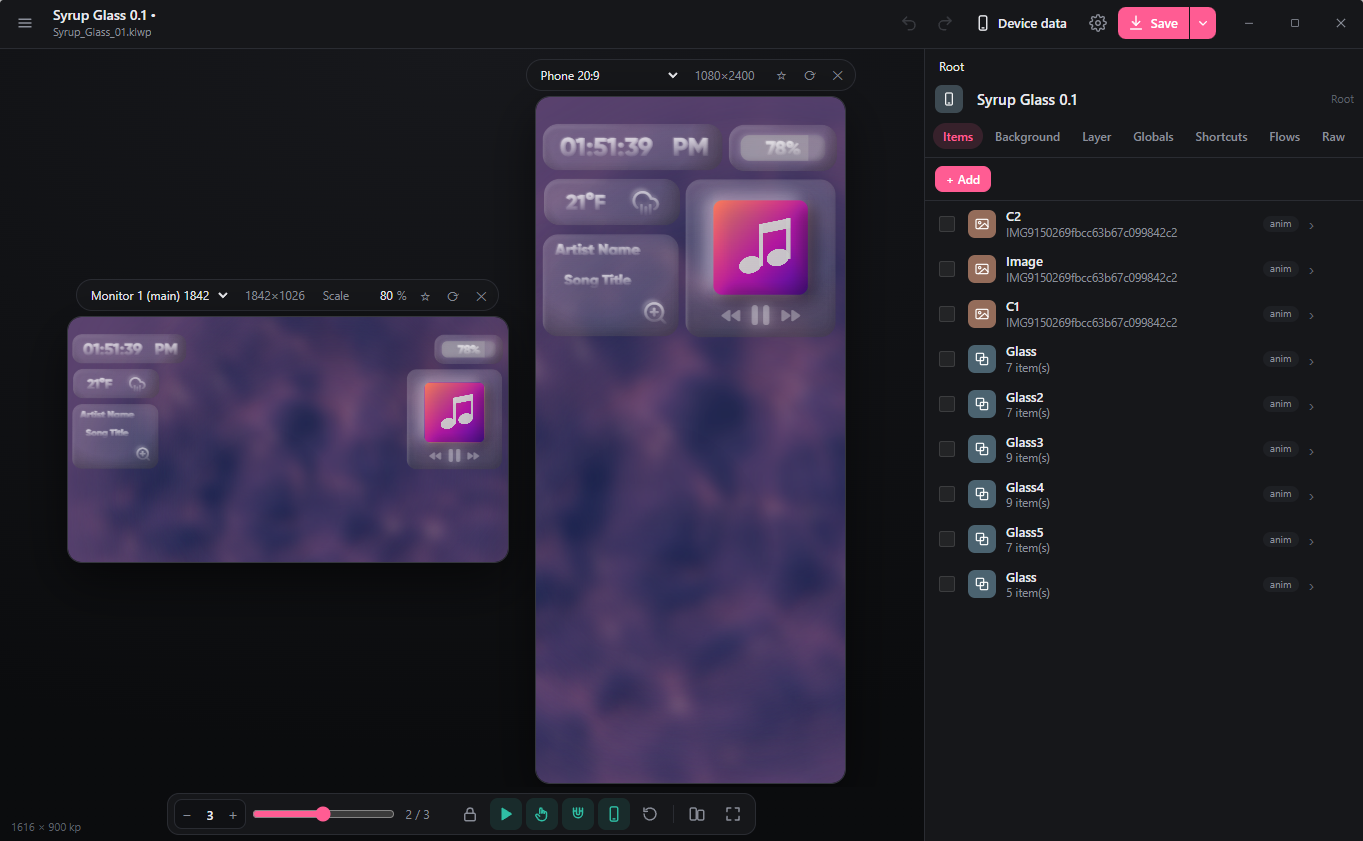 Syrup Glass 0.1 •
Syrup_Glass_01.klwp
Device data
Save
Phone 20:9
1080×2400
01:51:39 PM
78%
21°F
Artist Name
Song Title
Monitor 1 (main) 1842
1842×1026
Scale
80 %
01:51:39 PM
78%
21°F
Artist Name
Song Title
− 3 +
2 / 3
1616 × 900 kp
Root
Syrup Glass 0.1
Root
Items Background Layer Globals Shortcuts Flows Raw
+ Add
C2
IMG9150269fbcc63b67c099842c2
anim
Image
IMG9150269fbcc63b67c099842c2
anim
C1
IMG9150269fbcc63b67c099842c2
anim
Glass
7 item(s)
anim
Glass2
7 item(s)
anim
Glass3
9 item(s)
anim
Glass4
9 item(s)
anim
Glass5
7 item(s)
anim
Glass
5 item(s)
anim